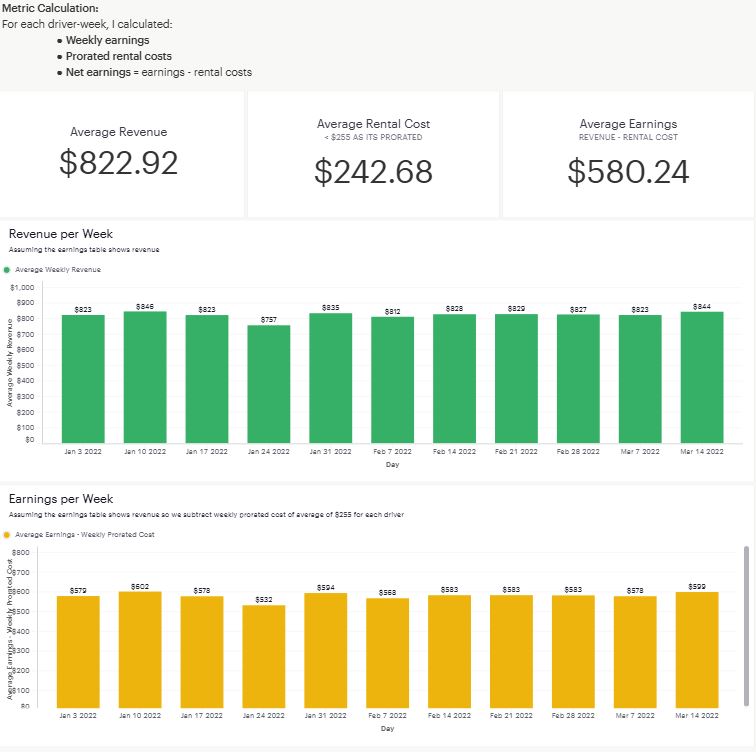 Metric Calculation:
For each driver-week, I calculated:
• Weekly earnings
• Prorated rental costs
• Net earnings = earnings - rental costs
Average Revenue
$822.92
Average Rental Cost
< $255 AS ITS PRORATED
$242.68
Average Earnings
REVENUE - RENTAL COST
$580.24
Revenue per Week
Assuming the earnings table shows revenue
Average Weekly Revenue
Average Weekly Revenue
$1,000
$900
$800
$700
$600
$500
$400
$300
$200
$100
$0
$823
$846
$823
$757
$835
$812
$828
$829
$827
$823
$844
Jan 3 2022
Jan 10 2022
Jan 17 2022
Jan 24 2022
Jan 31 2022
Feb 7 2022
Feb 14 2022
Feb 21 2022
Feb 28 2022
Mar 7 2022
Mar 14 2022
Day
Earnings per Week
Assuming the earnings table shows revenue so we subtract weekly prorated cost of average of $255 for each driver
Average Earnings - Weekly Prorated Cost
Average Earnings - Weekly Prorated Cost
$800
$700
$600
$500
$400
$300
$200
$100
$0
$579
$602
$578
$532
$594
$568
$583
$583
$583
$578
$599
Jan 3 2022
Jan 10 2022
Jan 17 2022
Jan 24 2022
Jan 31 2022
Feb 7 2022
Feb 14 2022
Feb 21 2022
Feb 28 2022
Mar 7 2022
Mar 14 2022
Day